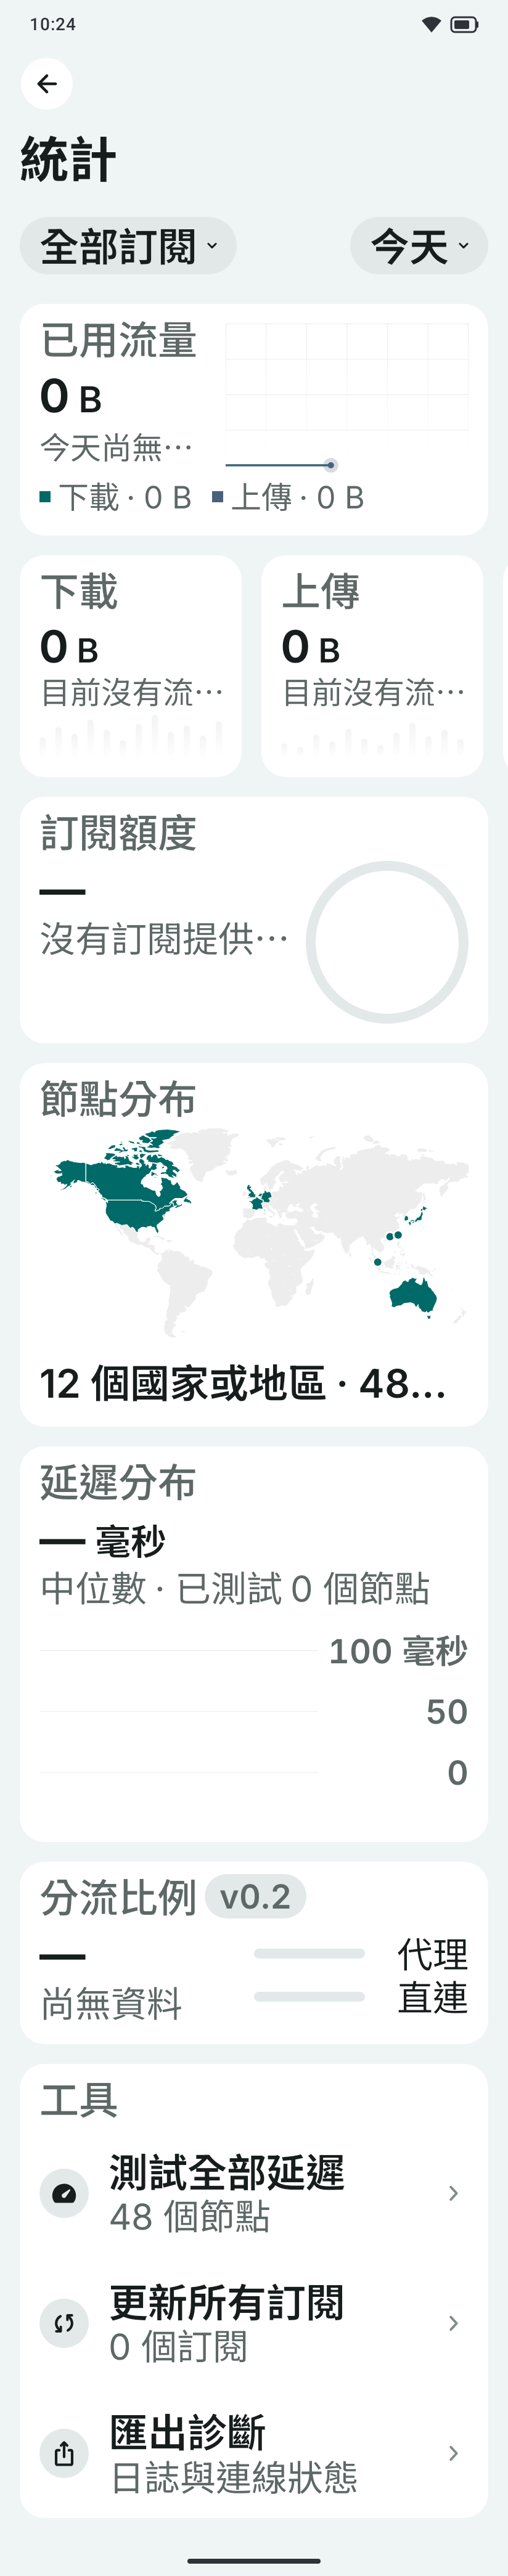 10:24
統計
全部訂閱
今天
已用流量
0 B
今天尚無…
下載 · 0 B 上傳 · 0 B
下載
0 B
目前沒有流…
上傳
0 B
目前沒有流…
訂閱額度
—
沒有訂閱提供…
節點分布
12 個國家或地區 · 48…
延遲分布
— 毫秒
中位數 · 已測試 0 個節點
100 毫秒
50
0
分流比例 v0.2
—
尚無資料
代理
直連
工具
測試全部延遲
48 個節點
更新所有訂閱
0 個訂閱
匯出診斷
日誌與連線狀態